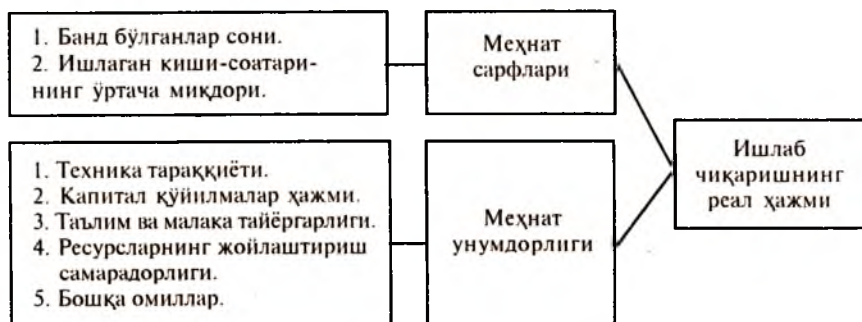 1. Банд бўлганлар сони.
2. Ишлаган киши-соатари-
нинг ўртача миқдори.
Меҳнат
сарфлари
1. Техника тараққиёти.
2. Капитал қўйилмалар ҳажми.
3. Таълим ва малака тайёргарлиги.
4. Ресурсларнинг жойлаштириш
самарадорлиги.
5. Бошқа омиллар.
Меҳнат
унумдорлиги
Ишлаб
чиқаришнинг
реал ҳажми